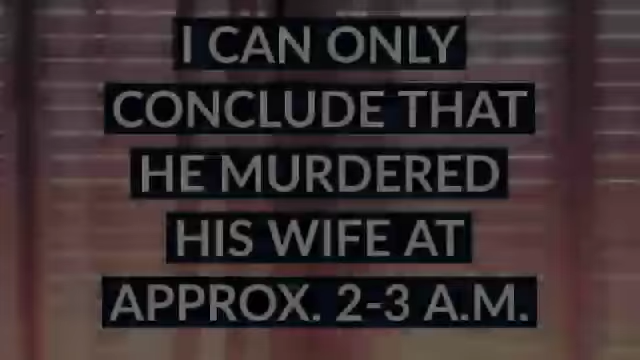 I CAN ONLY
CONCLUDE THAT
HE MURDERED
HIS WIFE AT
APPROX. 2-3 A.M.